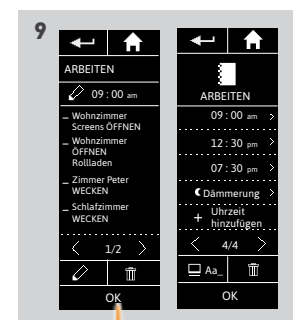 9
ARBEITEN
09 : 00 am
– Wohnzimmer
Screens ÖFFNEN
– Wohnzimmer
ÖFFNEN
Rollladen
– Zimmer Peter
WECKEN
– Schlafzimmer
WECKEN
< 1/2 >
OK
ARBEITEN
09 : 00 am >
12 : 30 pm >
07 : 30 pm >
Dämmerung >
+ Uhrzeit
hinzufügen
< 4/4 >
Aa_
OK